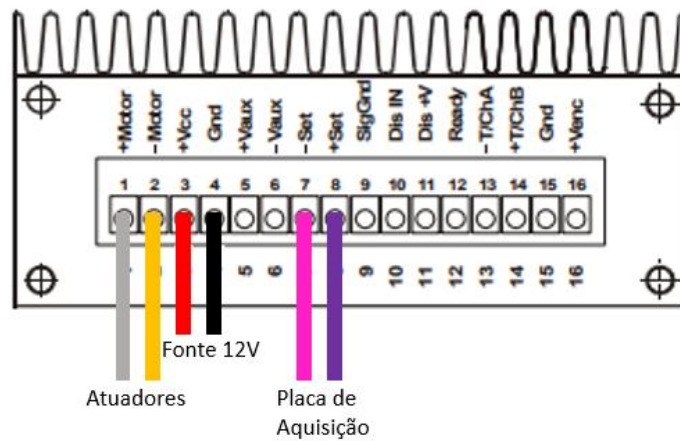 +Motor
−Motor
+Vcc
Gnd
+Vaux
−Vaux
−Set
+Set
SigGnd
Dis IN
Dis +V
Ready
−T/ChA
+T/ChB
Gnd
+Venc
1 2 3 4 5 6 7 8 9 10 11 12 13 14 15 16
5 6 9 10 11 12 13 14 15 16
Fonte 12V
Atuadores
Placa de
Aquisição